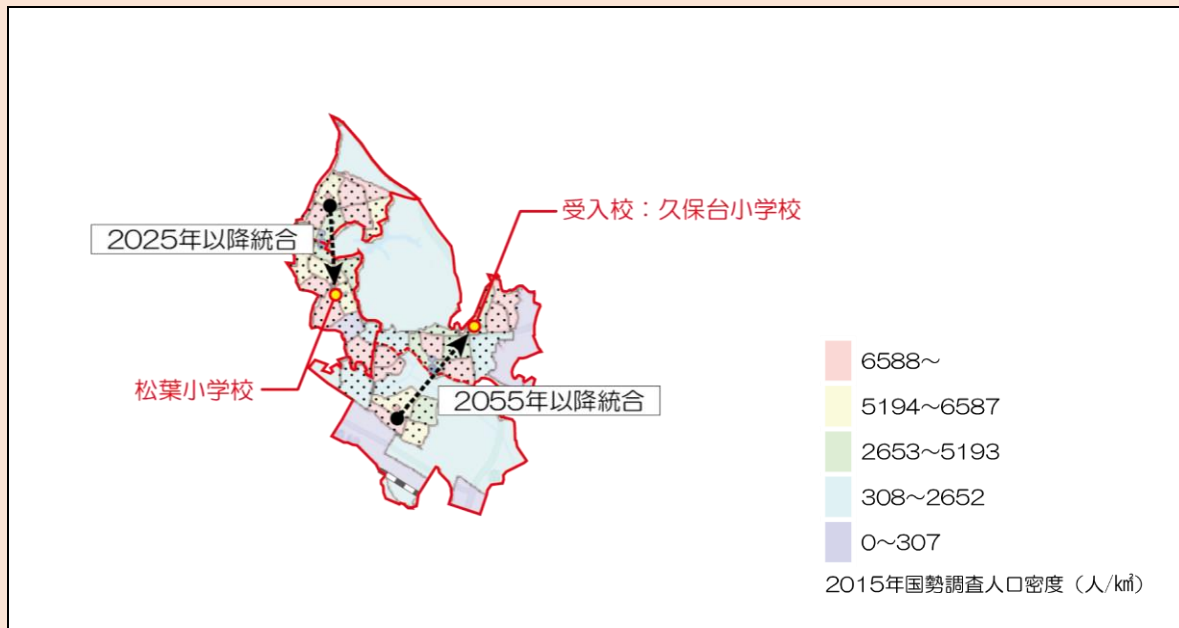 受入校：久保台小学校
2025年以降統合
松葉小学校
2055年以降統合
6588～
5194～6587
2653～5193
308～2652
0～307
2015年国勢調査人口密度（人/㎢）